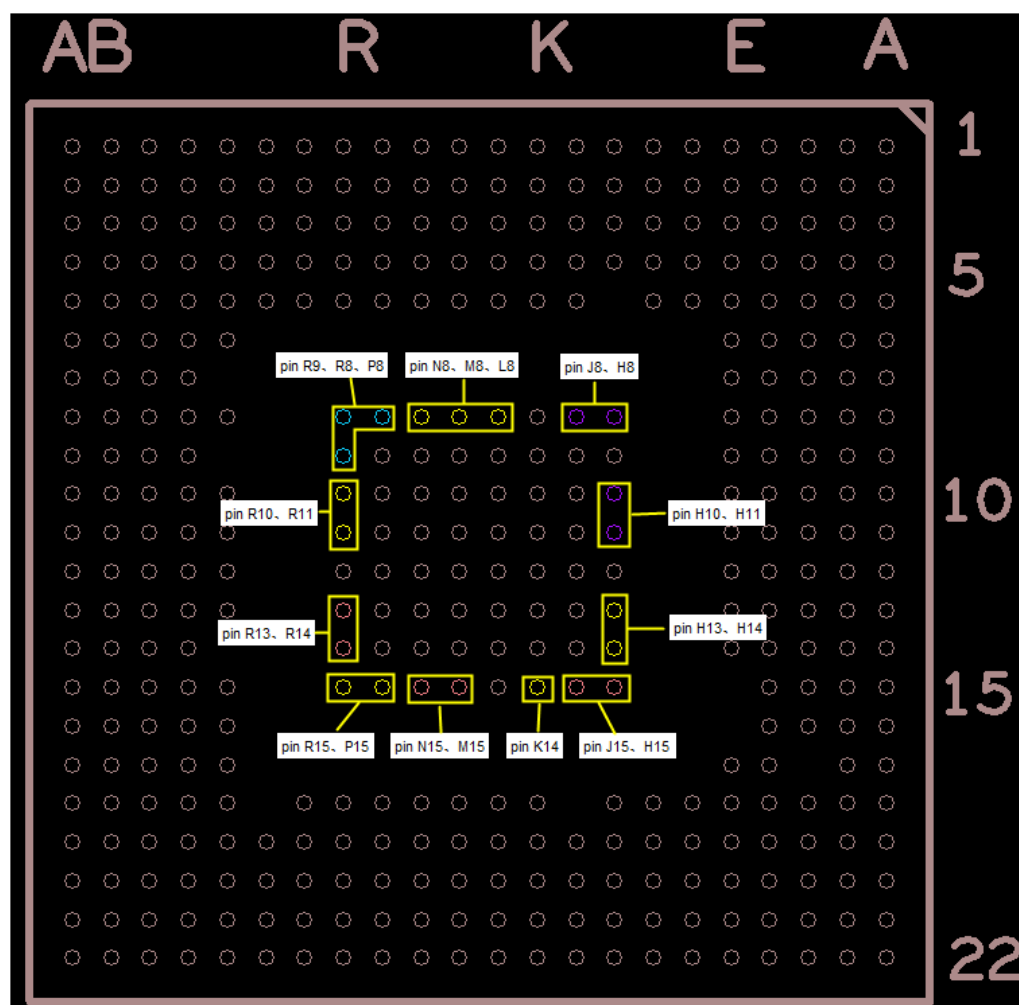 AB R K E A
1
5
pin R9、R8、P8 pin N8、M8、L8 pin J8、H8
10
pin R10、R11 pin H10、H11
pin R13、R14 pin H13、H14
15
pin R15、P15 pin N15、M15 pin K14 pin J15、H15
22